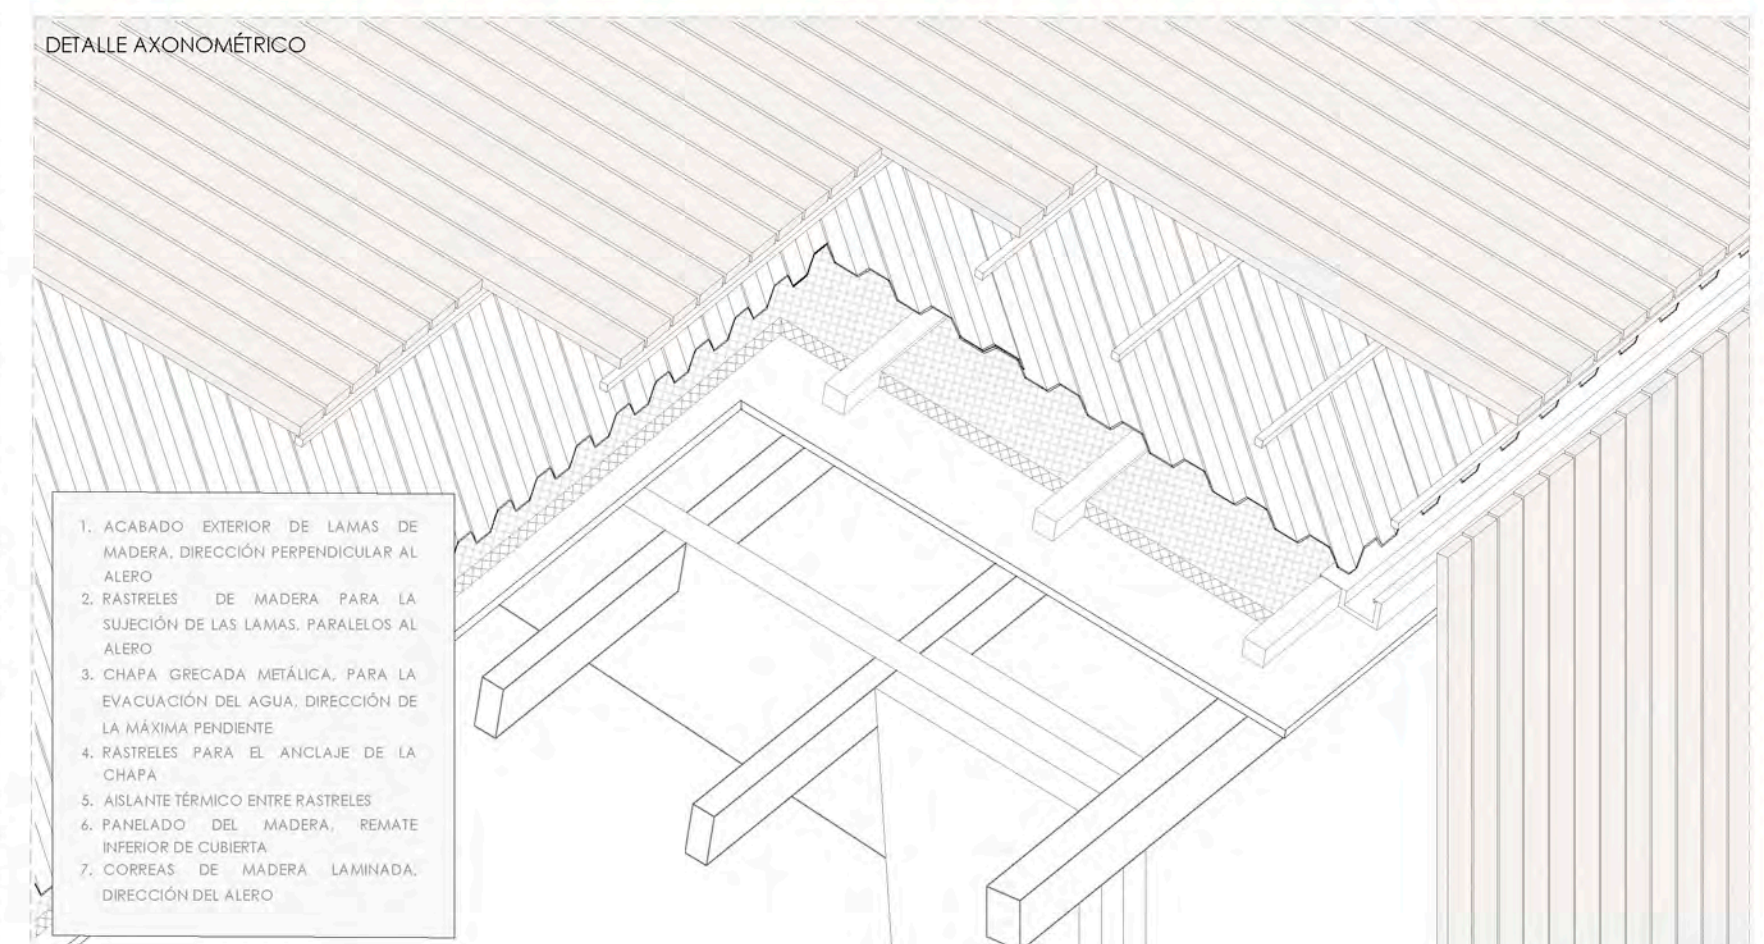 DETALLE AXONOMÉTRICO
1. ACABADO EXTERIOR DE LAMAS DE
MADERA, DIRECCIÓN PERPENDICULAR AL
ALERO
2. RASTRELES DE MADERA PARA LA
SUJECIÓN DE LAS LAMAS, PARALELOS AL
ALERO
3. CHAPA GRECADA METÁLICA, PARA LA
EVACUACIÓN DEL AGUA, DIRECCIÓN DE
LA MÁXIMA PENDIENTE
4. RASTRELES PARA EL ANCLAJE DE LA
CHAPA
5. AISLANTE TÉRMICO ENTRE RASTRELES
6. PANELADO DEL MADERA, REMATE
INFERIOR DE CUBIERTA
7. CORREAS DE MADERA LAMINADA,
DIRECCIÓN DEL ALERO